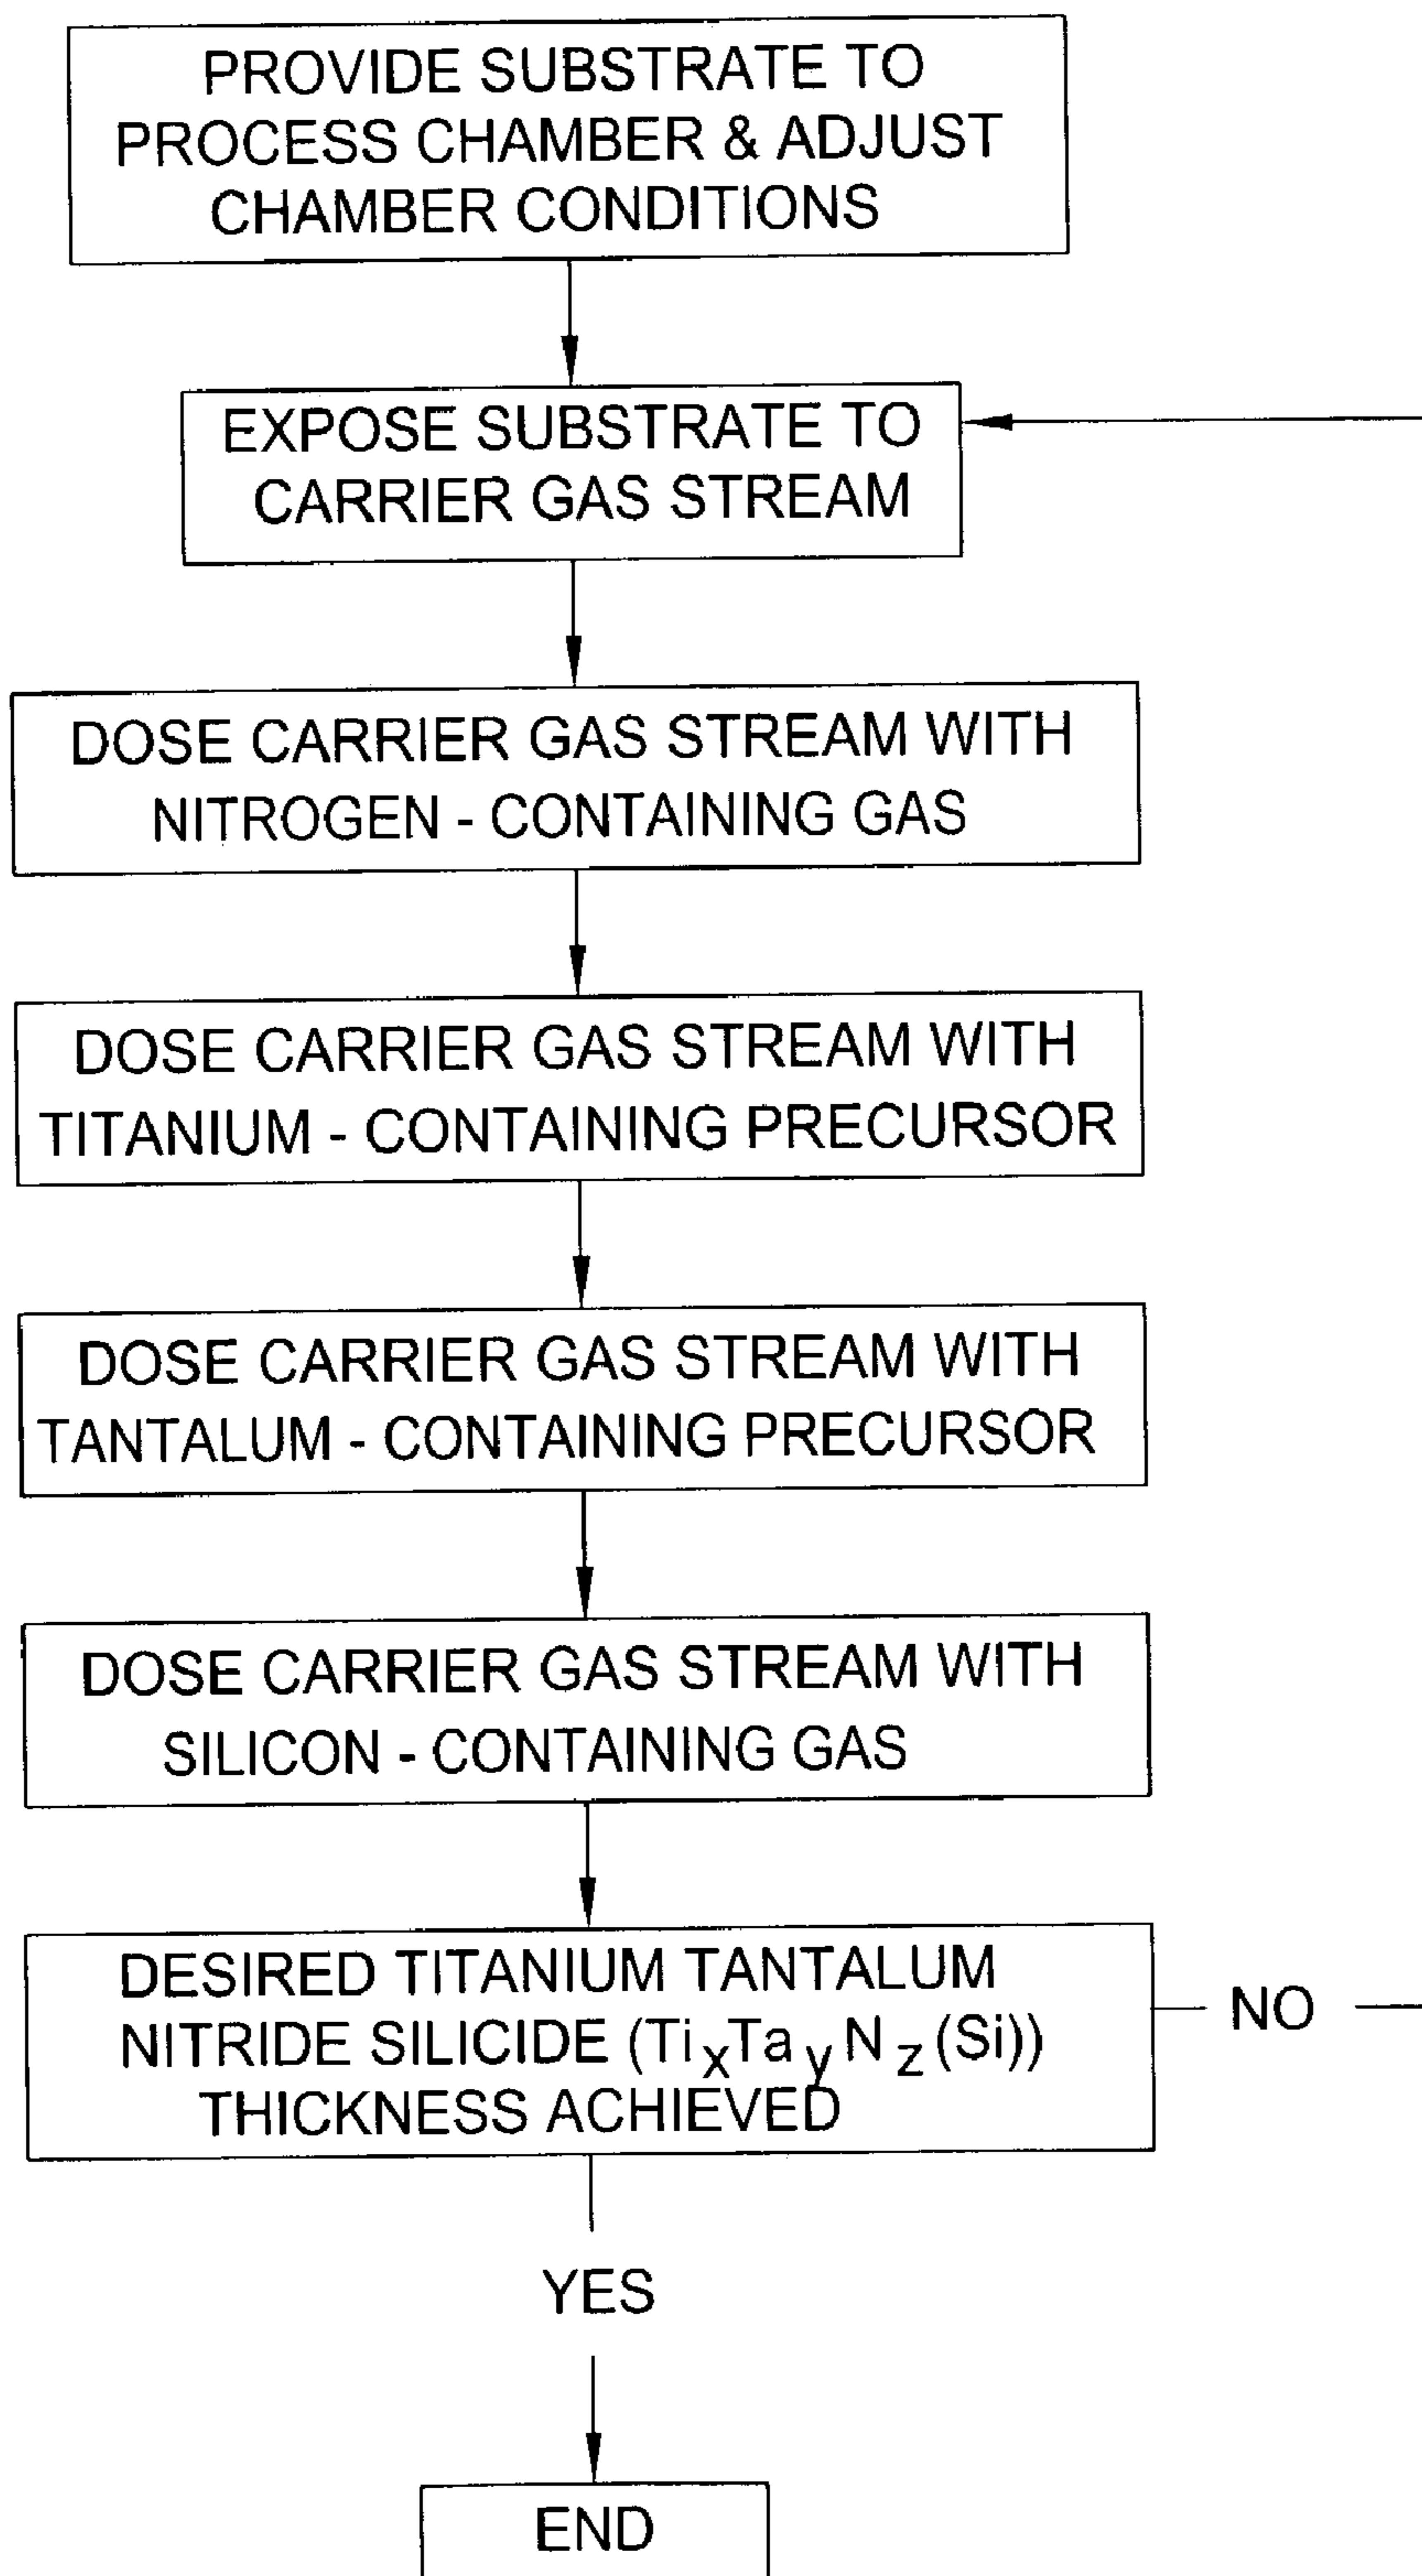 PROVIDE SUBSTRATE TO
PROCESS CHAMBER & ADJUST
CHAMBER CONDITIONS
EXPOSE SUBSTRATE TO
CARRIER GAS STREAM
DOSE CARRIER GAS STREAM WITH
NITROGEN - CONTAINING GAS
DOSE CARRIER GAS STREAM WITH
TITANIUM - CONTAINING PRECURSOR
DOSE CARRIER GAS STREAM WITH
TANTALUM - CONTAINING PRECURSOR
DOSE CARRIER GAS STREAM WITH
SILICON - CONTAINING GAS
DESIRED TITANIUM TANTALUM
NITRIDE SILICIDE (TixTayNz(Si))
THICKNESS ACHIEVED
NO
YES
END